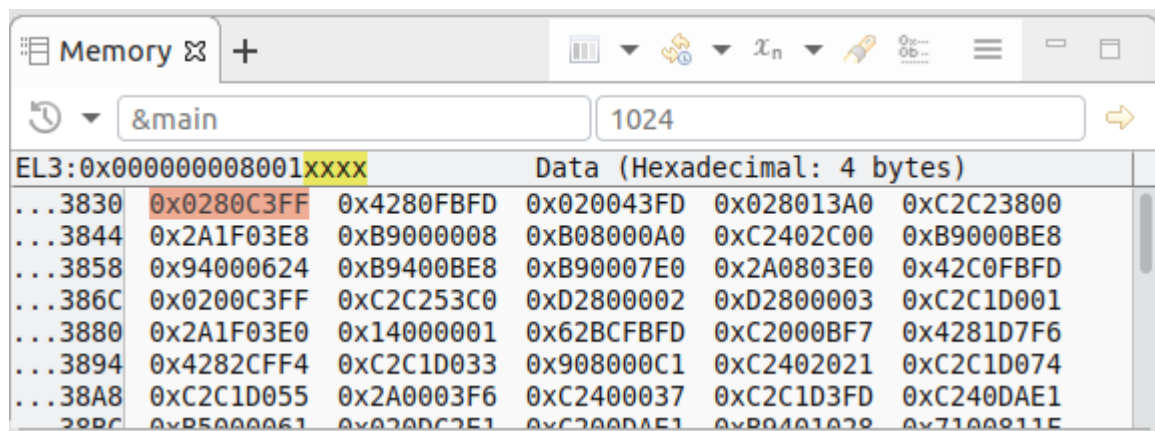 Memory
&main 1024
EL3:0x000000008001xxxx Data (Hexadecimal: 4 bytes)
...3830 0x0280C3FF 0x4280FBFD 0x020043FD 0x028013A0 0xC2C23800
...3844 0x2A1F03E8 0xB9000008 0xB08000A0 0xC2402C00 0xB9000BE8
...3858 0x94000624 0xB9400BE8 0xB90007E0 0x2A0803E0 0x42C0FBFD
...386C 0x0200C3FF 0xC2C253C0 0xD2800002 0xD2800003 0xC2C1D001
...3880 0x2A1F03E0 0x14000001 0x62BCFBFD 0xC2000BF7 0x4281D7F6
...3894 0x4282CFF4 0xC2C1D033 0x908000C1 0xC2402021 0xC2C1D074
...38A8 0xC2C1D055 0x2A0003F6 0xC2400037 0xC2C1D3FD 0xC240DAE1